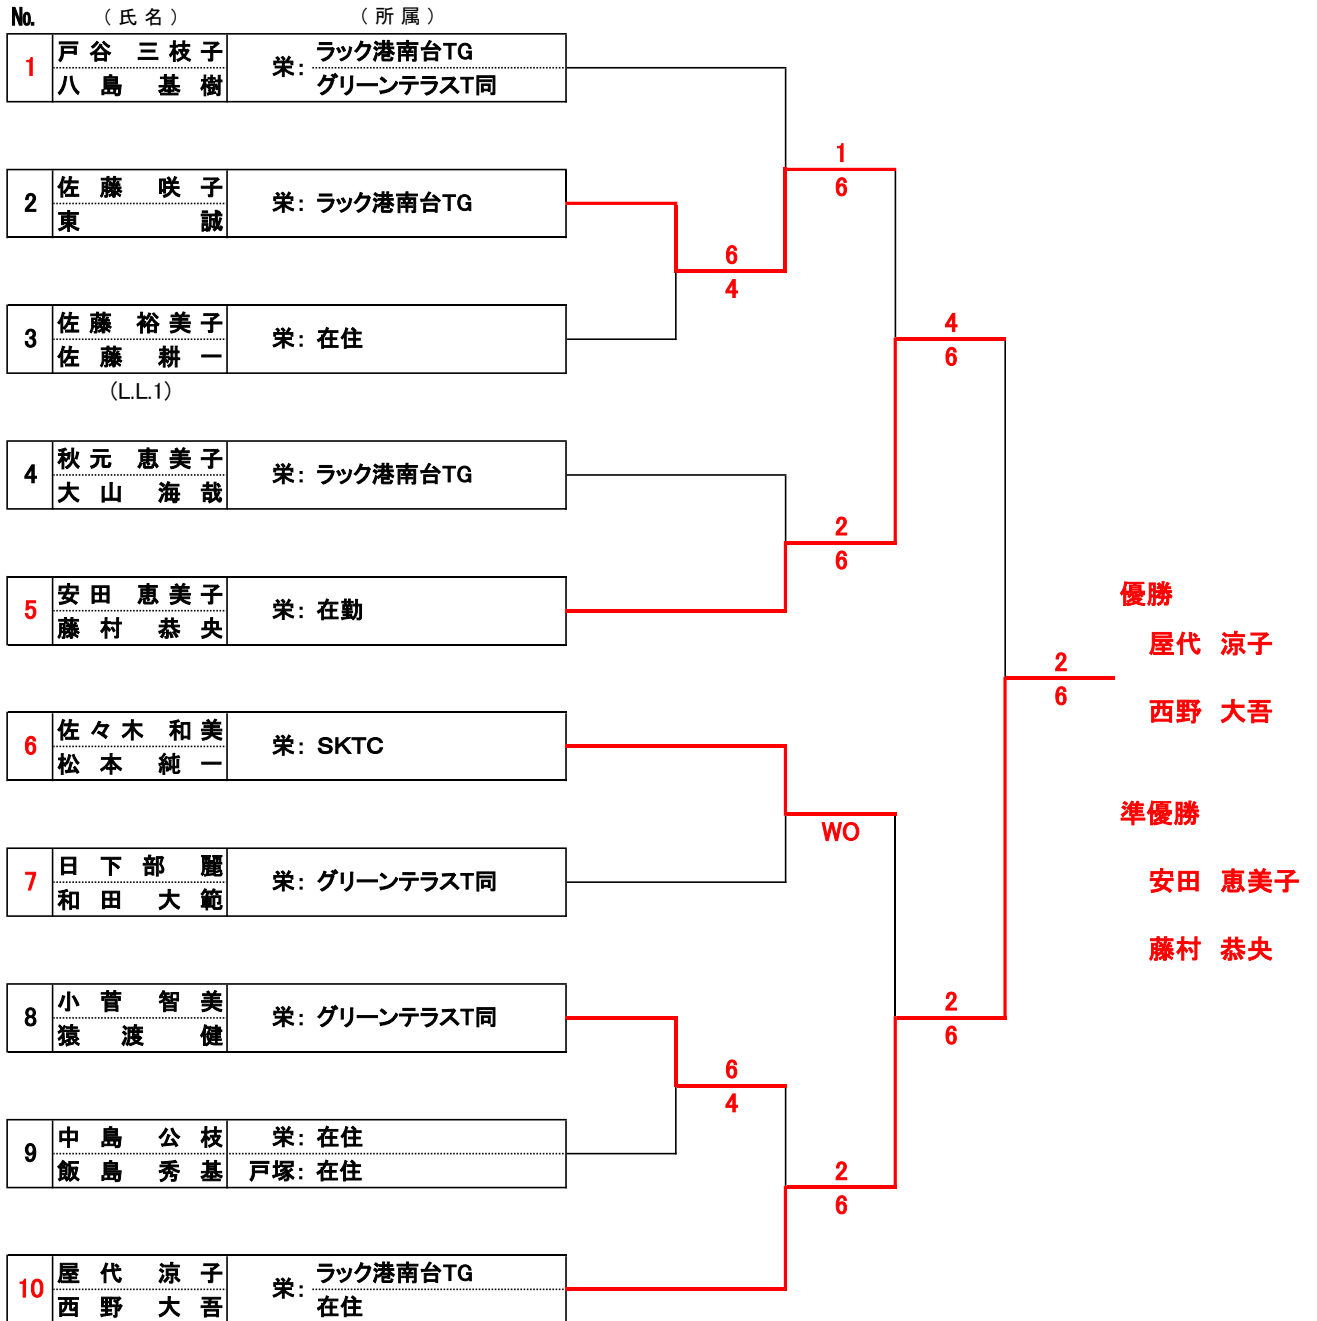 No. （氏名） （所属）
1 戸谷 三枝子 栄： ラック港南台TG
八島 基樹 グリーンテラスT同
1
6
2 佐藤 咲子 栄： ラック港南台TG
東 誠
6
4
3 佐藤 裕美子 栄： 在住
佐藤 耕一
4
6
(L.L.1)
4 秋元 恵美子 栄： ラック港南台TG
大山 海哉
2
6
5 安田 恵美子 栄： 在勤
藤村 恭央
優勝
屋代 涼子
2
6
西野 大吾
6 佐々木 和美 栄： SKTC
松本 純一
準優勝
WO
7 日下部 麗 栄： グリーンテラスT同
和田 大範
安田 恵美子
藤村 恭央
8 小菅 智美 栄： グリーンテラスT同
猿渡 健
2
6
6
4
9 中島 公枝 栄： 在住
飯島 秀基 戸塚： 在住
2
6
10 屋代 涼子 栄： ラック港南台TG
西野 大吾 在住